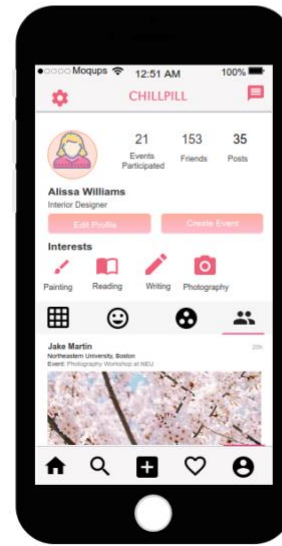 Moqups 12:51 AM 100%
CHILLPILL
21 153 35
Events Participated Friends Posts
Alissa Williams
Interior Designer
Edit Profile Create Event
Interests
Painting Reading Writing Photography
Jake Martin 20h
Northeastern University, Boston
Event: Photography Workshop at NEU